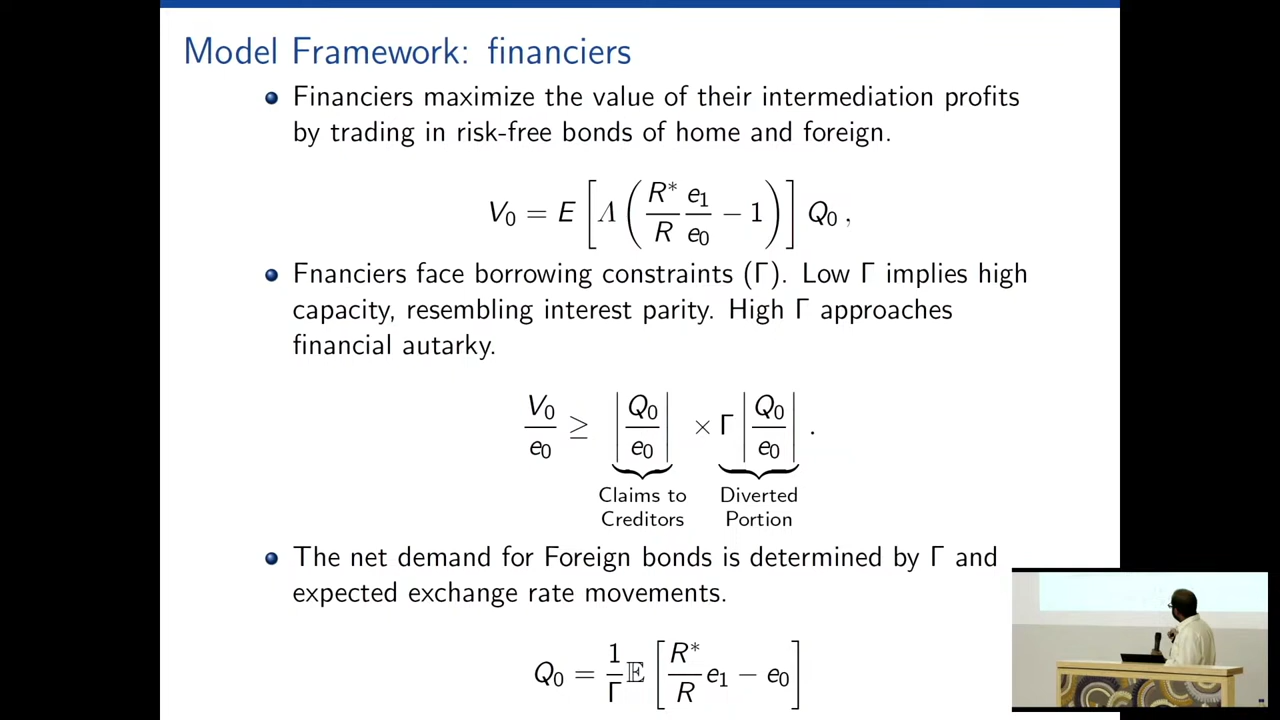 Model Framework: financiers
Financiers maximize the value of their intermediation profits
by trading in risk-free bonds of home and foreign.
V₀ = E [Λ (R*/R e₁/e₀ − 1)] Q₀ ,
Fnanciers face borrowing constraints (Γ). Low Γ implies high
capacity, resembling interest parity. High Γ approaches
financial autarky.
V₀/e₀ ≥ |Q₀/e₀| × Γ |Q₀/e₀| .
Claims to Creditors
Diverted Portion
The net demand for Foreign bonds is determined by Γ and
expected exchange rate movements.
Q₀ = 1/Γ 𝔼 [R*/R e₁ − e₀]